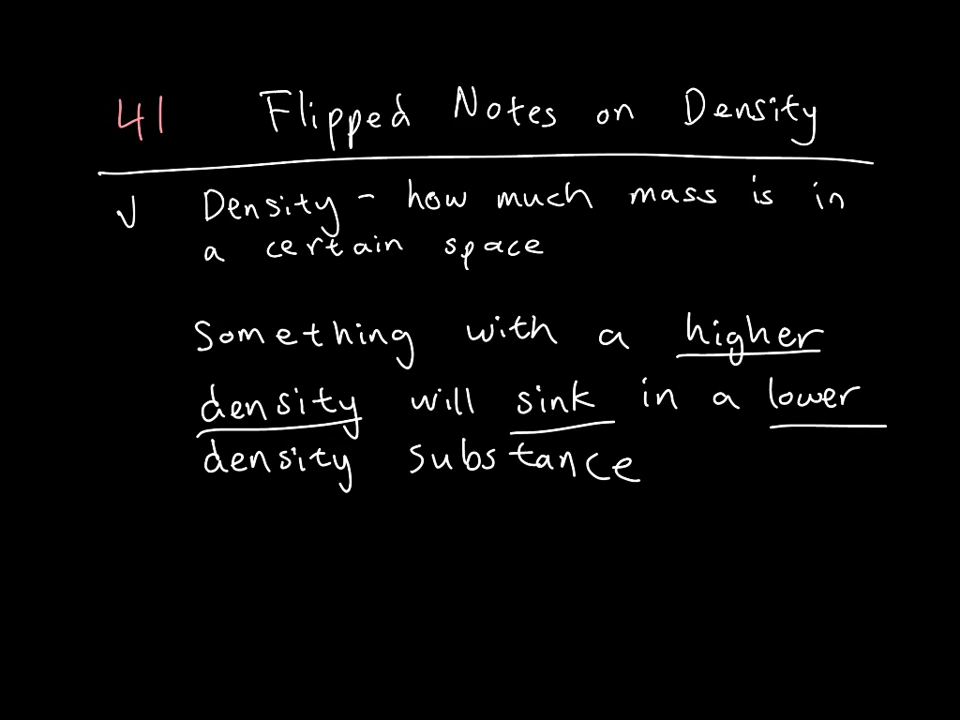 41 Flipped Notes on Density
√ Density - how much mass is in
a certain space
Something with a higher
density will sink in a lower
density substance